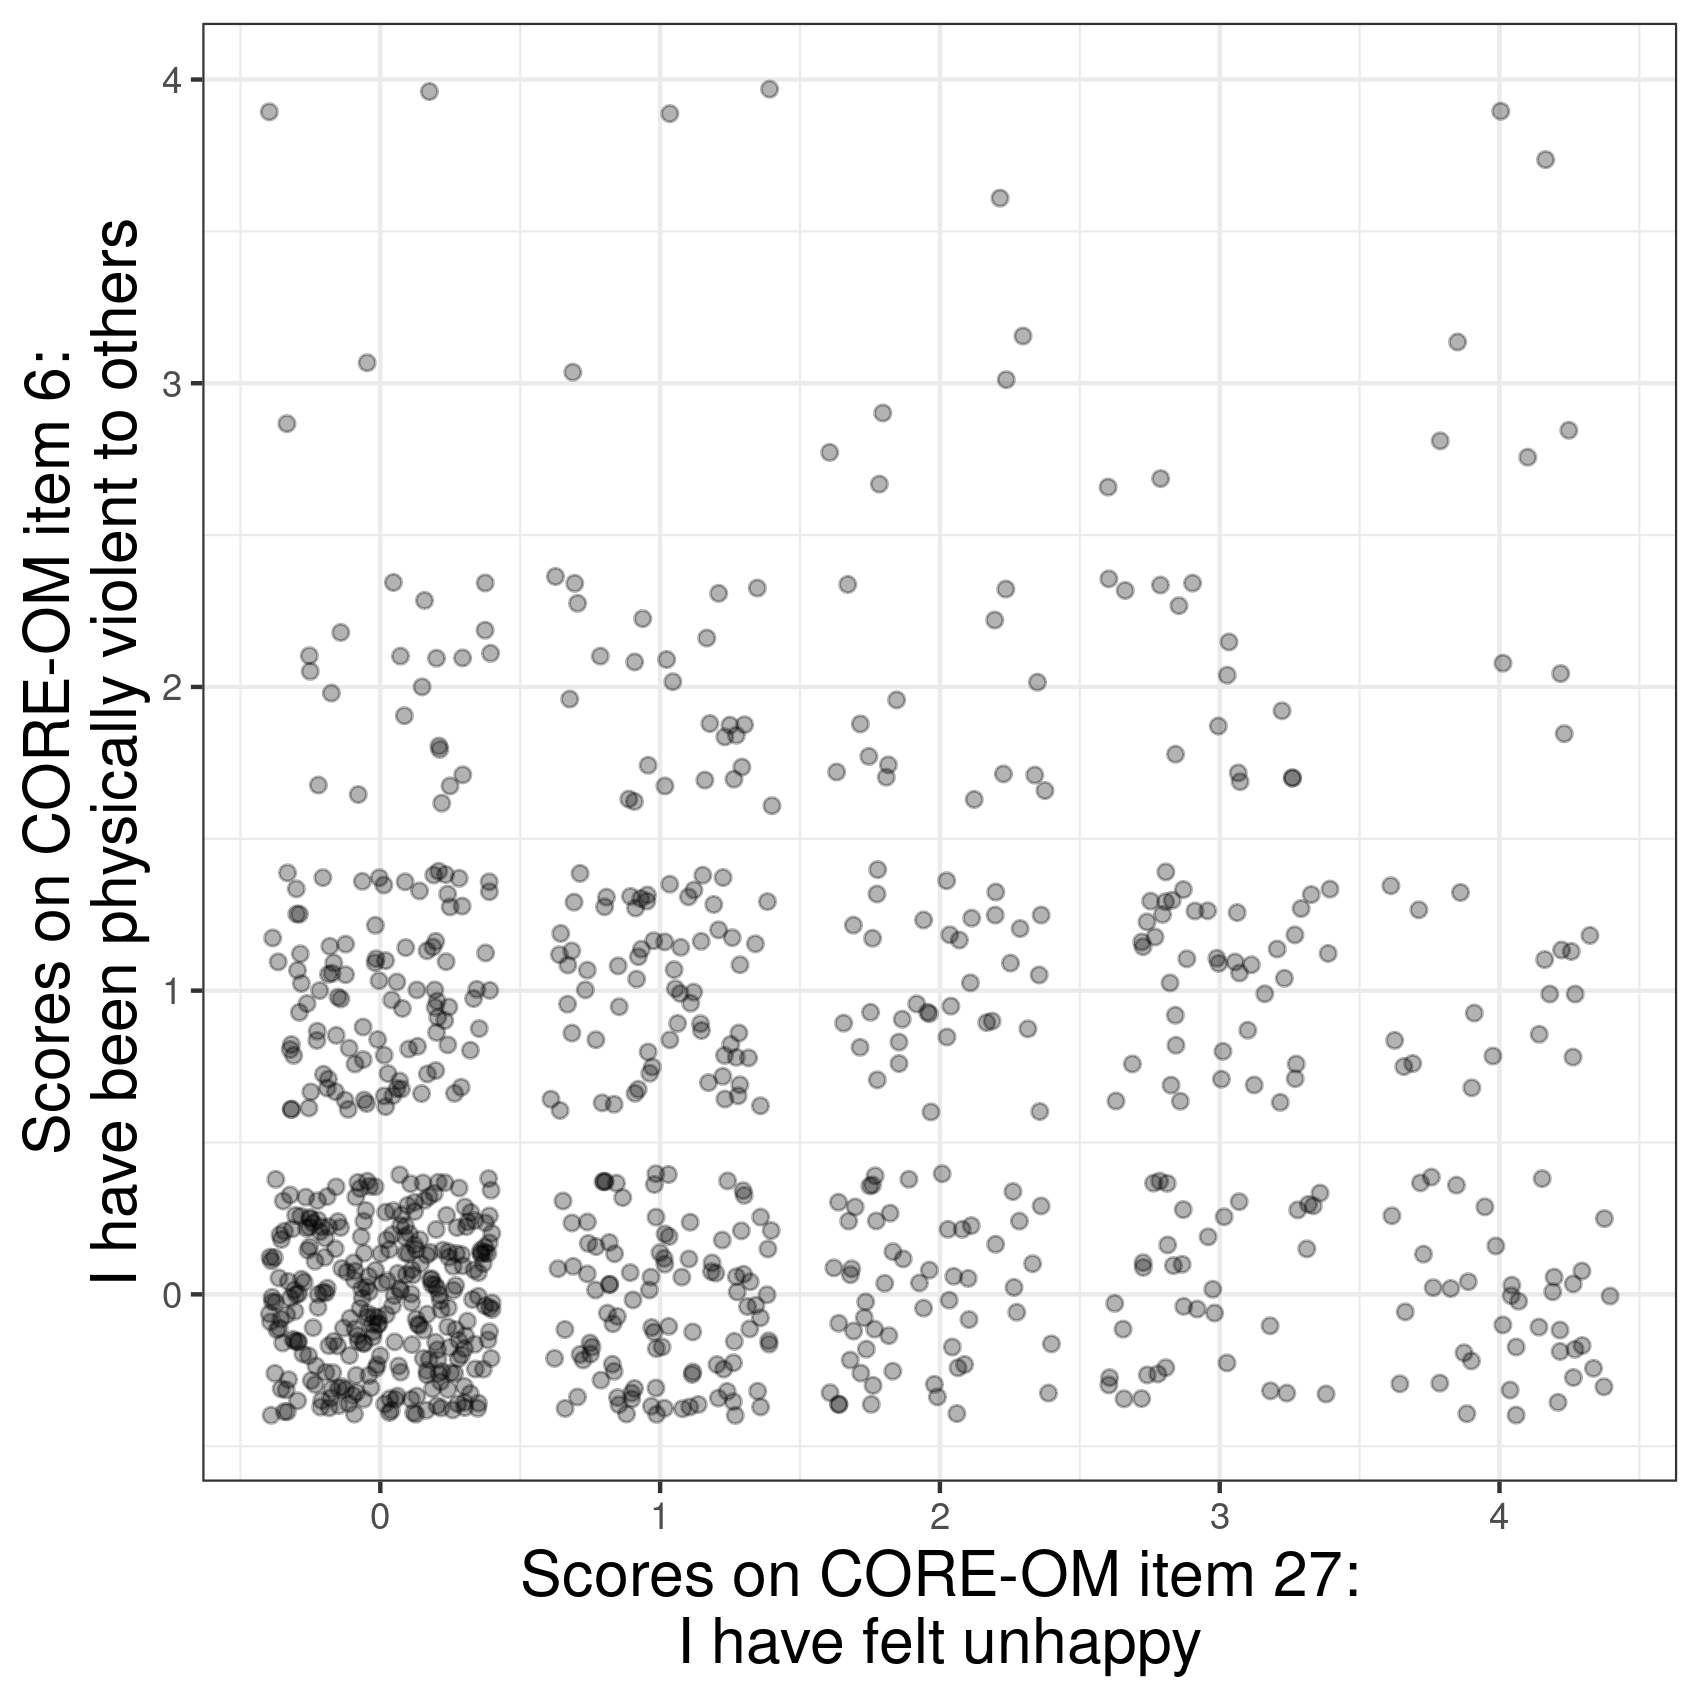 Scores on CORE-OM item 6:
I have been physically violent to others
4
3
2
1
0
0
1
2
3
4
Scores on CORE-OM item 27:
I have felt unhappy